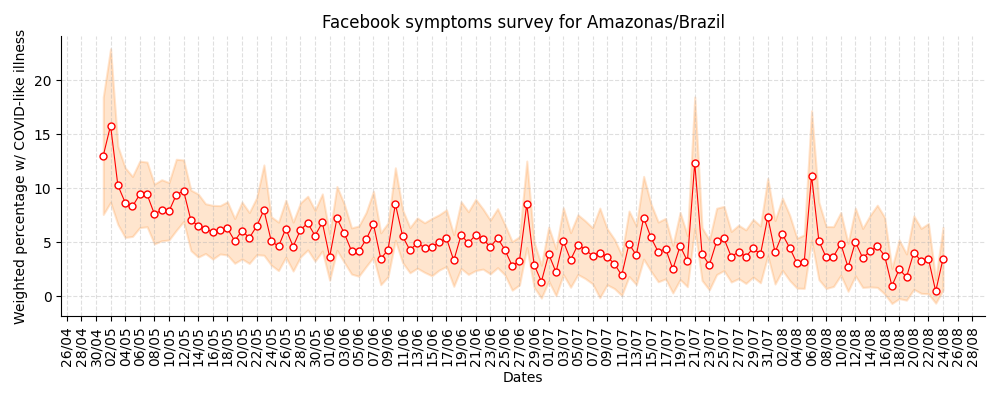 Facebook symptoms survey for Amazonas/Brazil
Weighted percentage w/ COVID-like illness
20
15
10
5
0
26/04 28/04 30/04 02/05 04/05 06/05 08/05 10/05 12/05 14/05 16/05 18/05 20/05 22/05 24/05 26/05 28/05 30/05 01/06 03/06 05/06 07/06 09/06 11/06 13/06 15/06 17/06 19/06 21/06 23/06 25/06 27/06 29/06 01/07 03/07 05/07 07/07 09/07 11/07 13/07 15/07 17/07 19/07 21/07 23/07 25/07 27/07 29/07 31/07 02/08 04/08 06/08 08/08 10/08 12/08 14/08 16/08 18/08 20/08 22/08 24/08 26/08 28/08
Dates